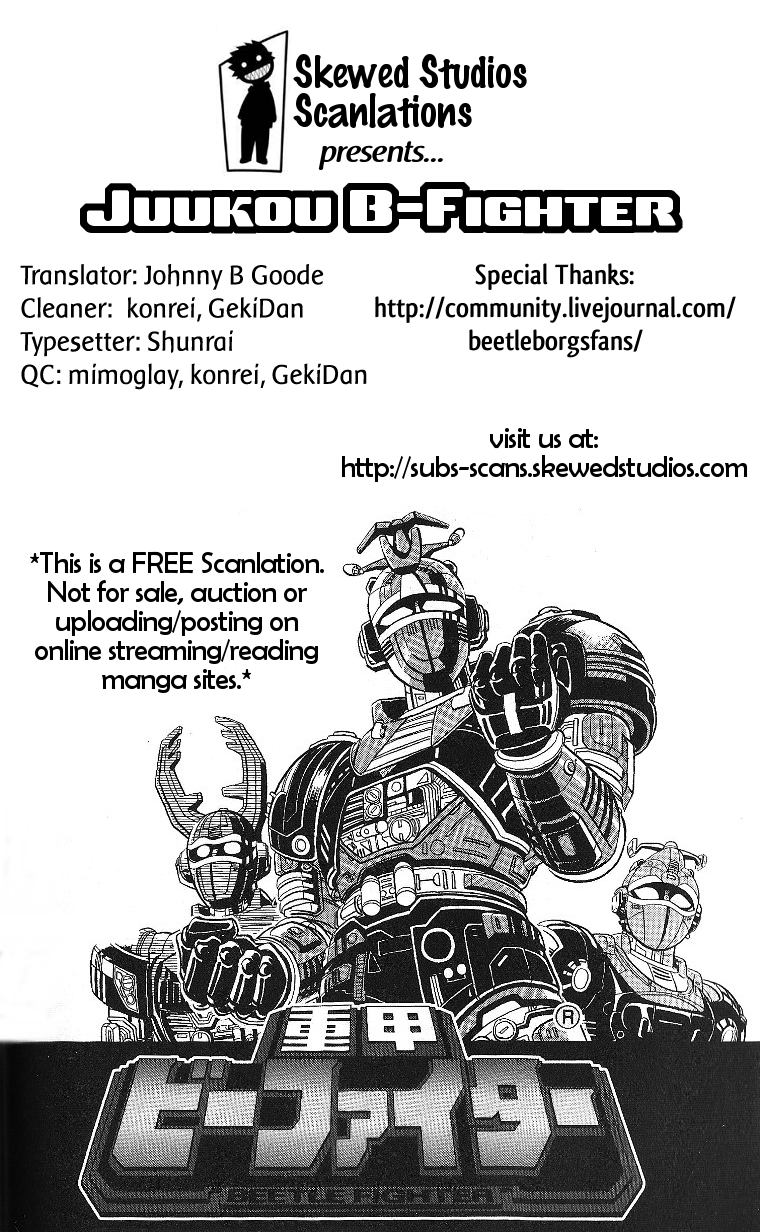 Skewed Studios
Scanlations
presents...
Juukou B-Fighter
Translator: Johnny B Goode
Cleaner: konrei, GekiDan
Typesetter: Shunrai
QC: mimoglay, konrei, GekiDan
Special Thanks:
http://community.livejournal.com/
beetleborgsfans/
visit us at:
http://subs-scans.skewedstudios.com
*This is a FREE Scanlation.
Not for sale, auction or
uploading/posting on
online streaming/reading
manga sites.*
重甲
®
ビーファイター
BEETLE FIGHTER